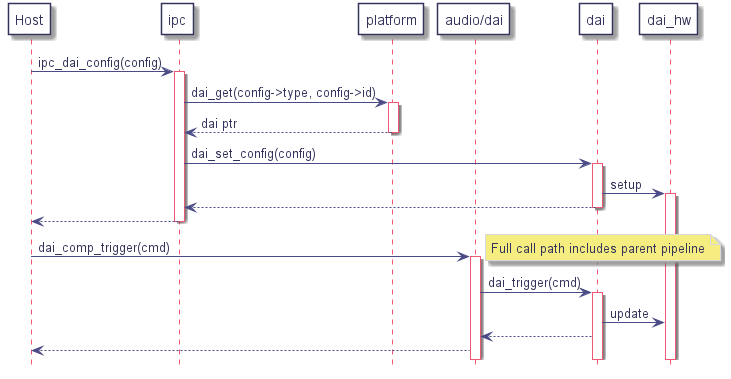 Host
ipc
platform
audio/dai
dai
dai_hw
ipc_dai_config(config)
dai_get(config->type, config->id)
dai ptr
dai_set_config(config)
setup
dai_comp_trigger(cmd)
Full call path includes parent pipeline
dai_trigger(cmd)
update